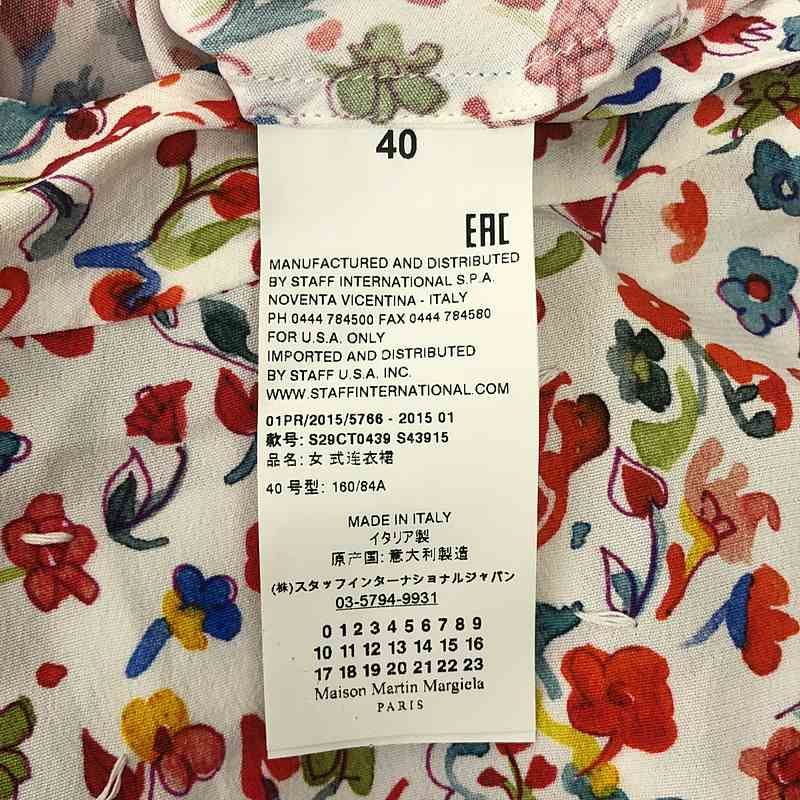 40
EAC
MANUFACTURED AND DISTRIBUTED
BY STAFF INTERNATIONAL S.P.A.
NOVENTA VICENTINA - ITALY
PH 0444 784500 FAX 0444 784580
FOR U.S.A. ONLY
IMPORTED AND DISTRIBUTED
BY STAFF U.S.A. INC.
WWW.STAFFINTERNATIONAL.COM
01PR/2015/5766 - 2015 01
款号: S29CT0439 S43915
品名: 女 式连衣裙
40 号型: 160/84A
MADE IN ITALY
イタリア製
原产国: 意大利製造
(株)スタッフインターナショナルジャパン
03-5794-9931
0 1 2 3 4 5 6 7 8 9
10 11 12 13 14 15 16
17 18 19 20 21 22 23
Maison Martin Margiela
PARIS